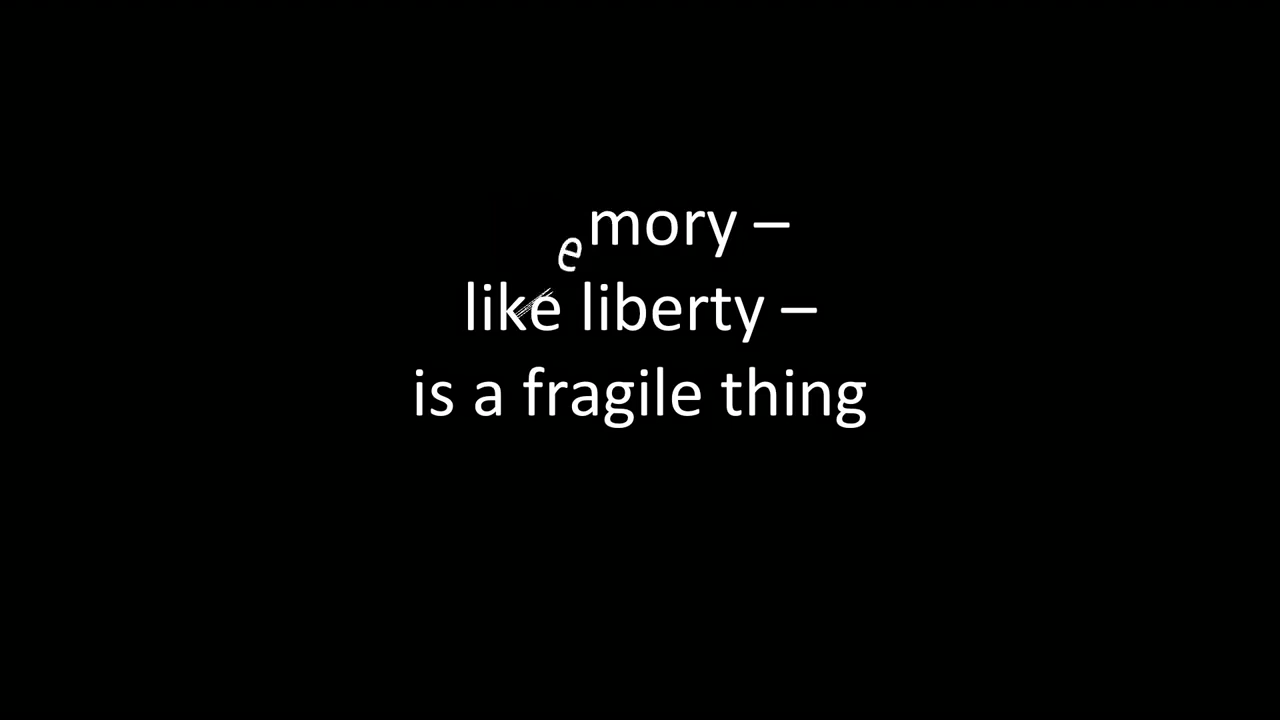 emory –
like liberty –
is a fragile thing